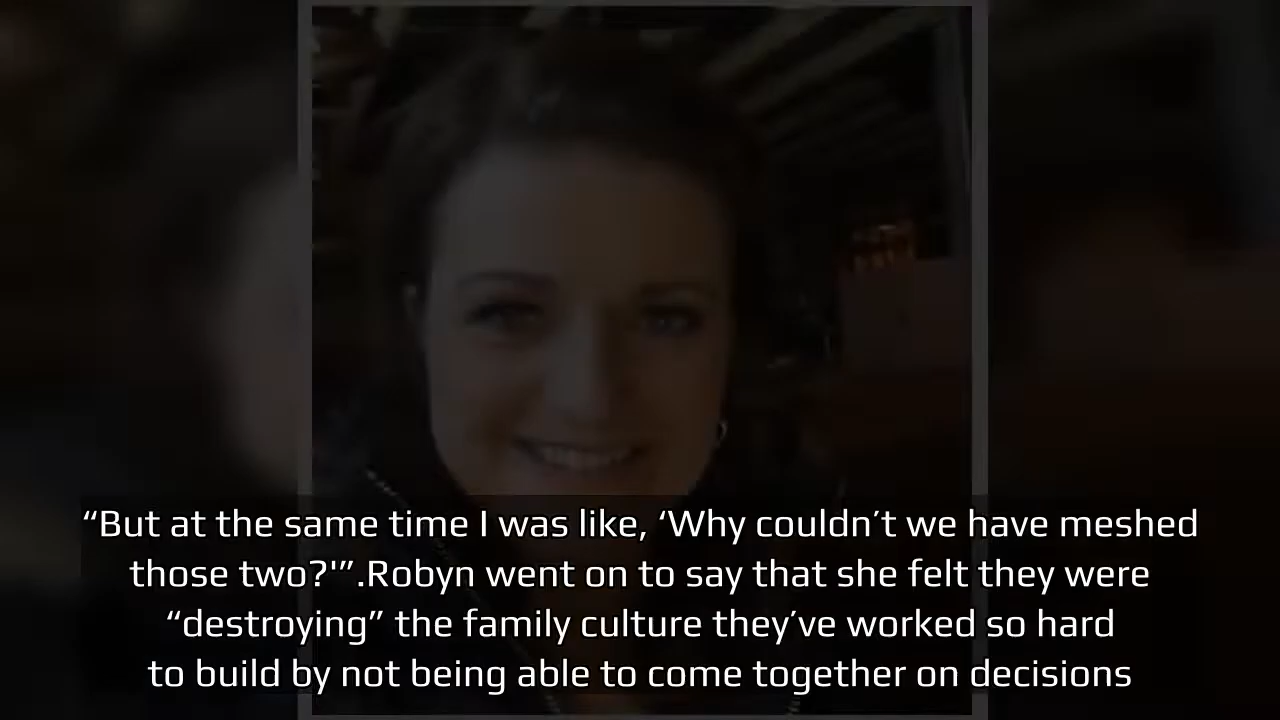 “But at the same time I was like, ‘Why couldn’t we have meshed
those two?'”.Robyn went on to say that she felt they were
“destroying” the family culture they’ve worked so hard
to build by not being able to come together on decisions